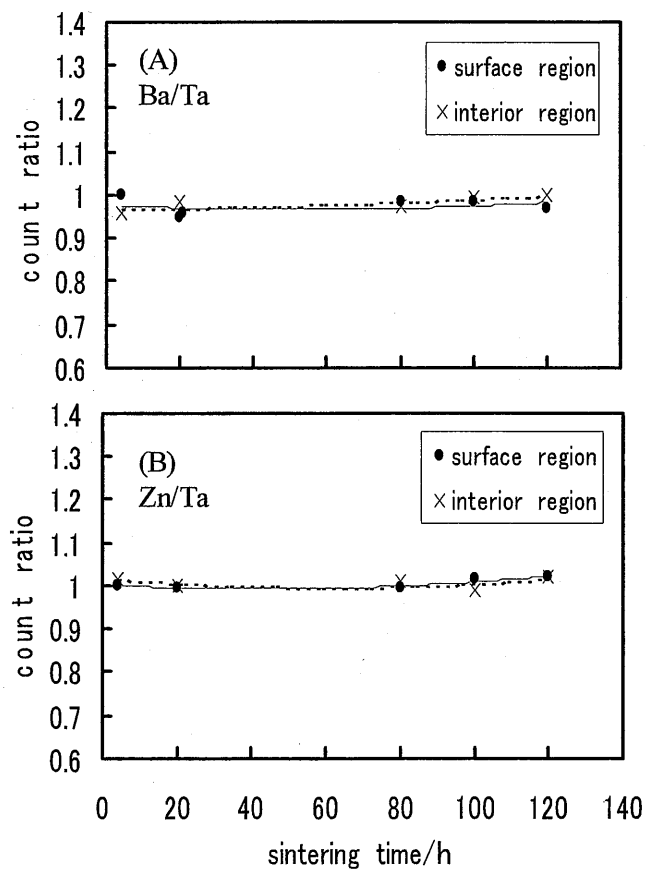 1.4
1.3
1.2
1.1
1
0.9
0.8
0.7
0.6
count ratio
(A)
Ba/Ta
surface region
interior region
1.4
1.3
1.2
1.1
1
0.9
0.8
0.7
0.6
count ratio
(B)
Zn/Ta
surface region
interior region
0 20 40 60 80 100 120 140
sintering time/h